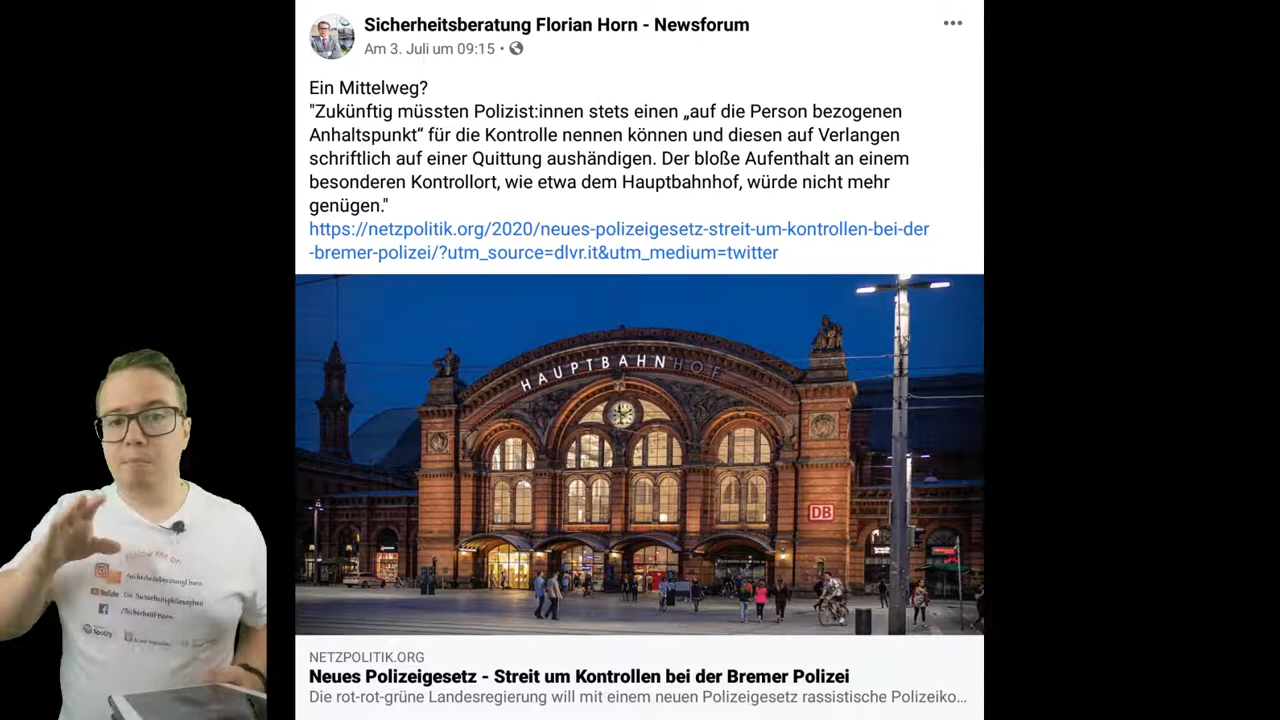 Sicherheitsberatung Florian Horn - Newsforum
Am 3. Juli um 09:15 •
Ein Mittelweg?
"Zukünftig müssten Polizist:innen stets einen „auf die Person bezogenen
Anhaltspunkt“ für die Kontrolle nennen können und diesen auf Verlangen
schriftlich auf einer Quittung aushändigen. Der bloße Aufenthalt an einem
besonderen Kontrollort, wie etwa dem Hauptbahnhof, würde nicht mehr
genügen."
https://netzpolitik.org/2020/neues-polizeigesetz-streit-um-kontrollen-bei-der
-bremer-polizei/?utm_source=dlvr.it&utm_medium=twitter
HAUPTBAHNHOF
DB
Follow me on
YouTube
Spotify
NETZPOLITIK.ORG
Neues Polizeigesetz - Streit um Kontrollen bei der Bremer Polizei
Die rot-rot-grüne Landesregierung will mit einem neuen Polizeigesetz rassistische Polizeiko...